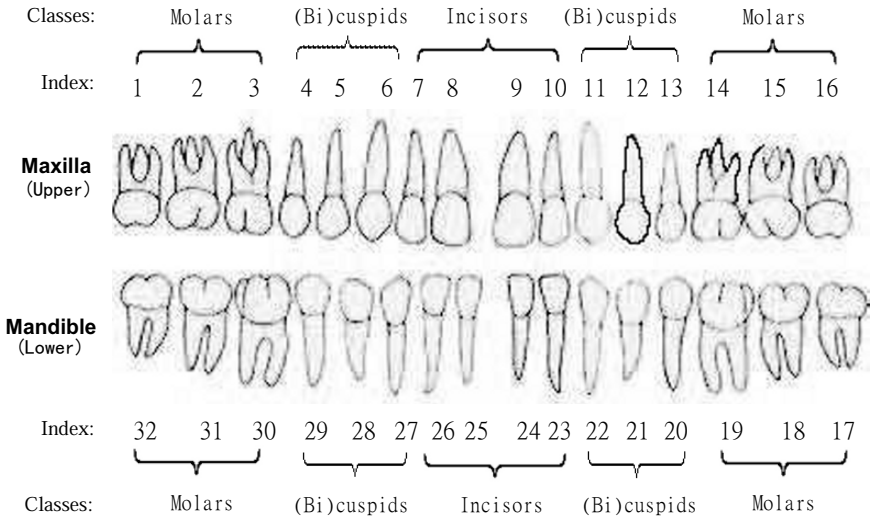 Classes: Molars (Bi)cuspids Incisors (Bi)cuspids Molars
Index: 1 2 3 4 5 6 7 8 9 10 11 12 13 14 15 16
Maxilla
(Upper)
Mandible
(Lower)
Index: 32 31 30 29 28 27 26 25 24 23 22 21 20 19 18 17
Classes: Molars (Bi)cuspids Incisors (Bi)cuspids Molars